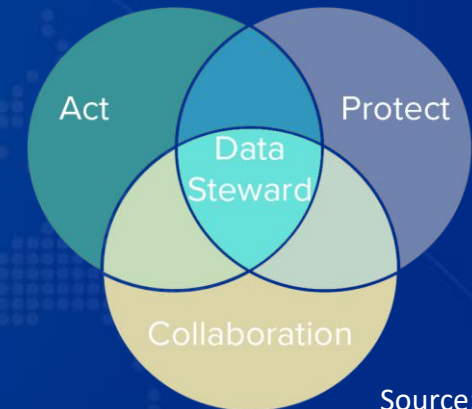 Act
Protect
Data
Steward
Collaboration
Source